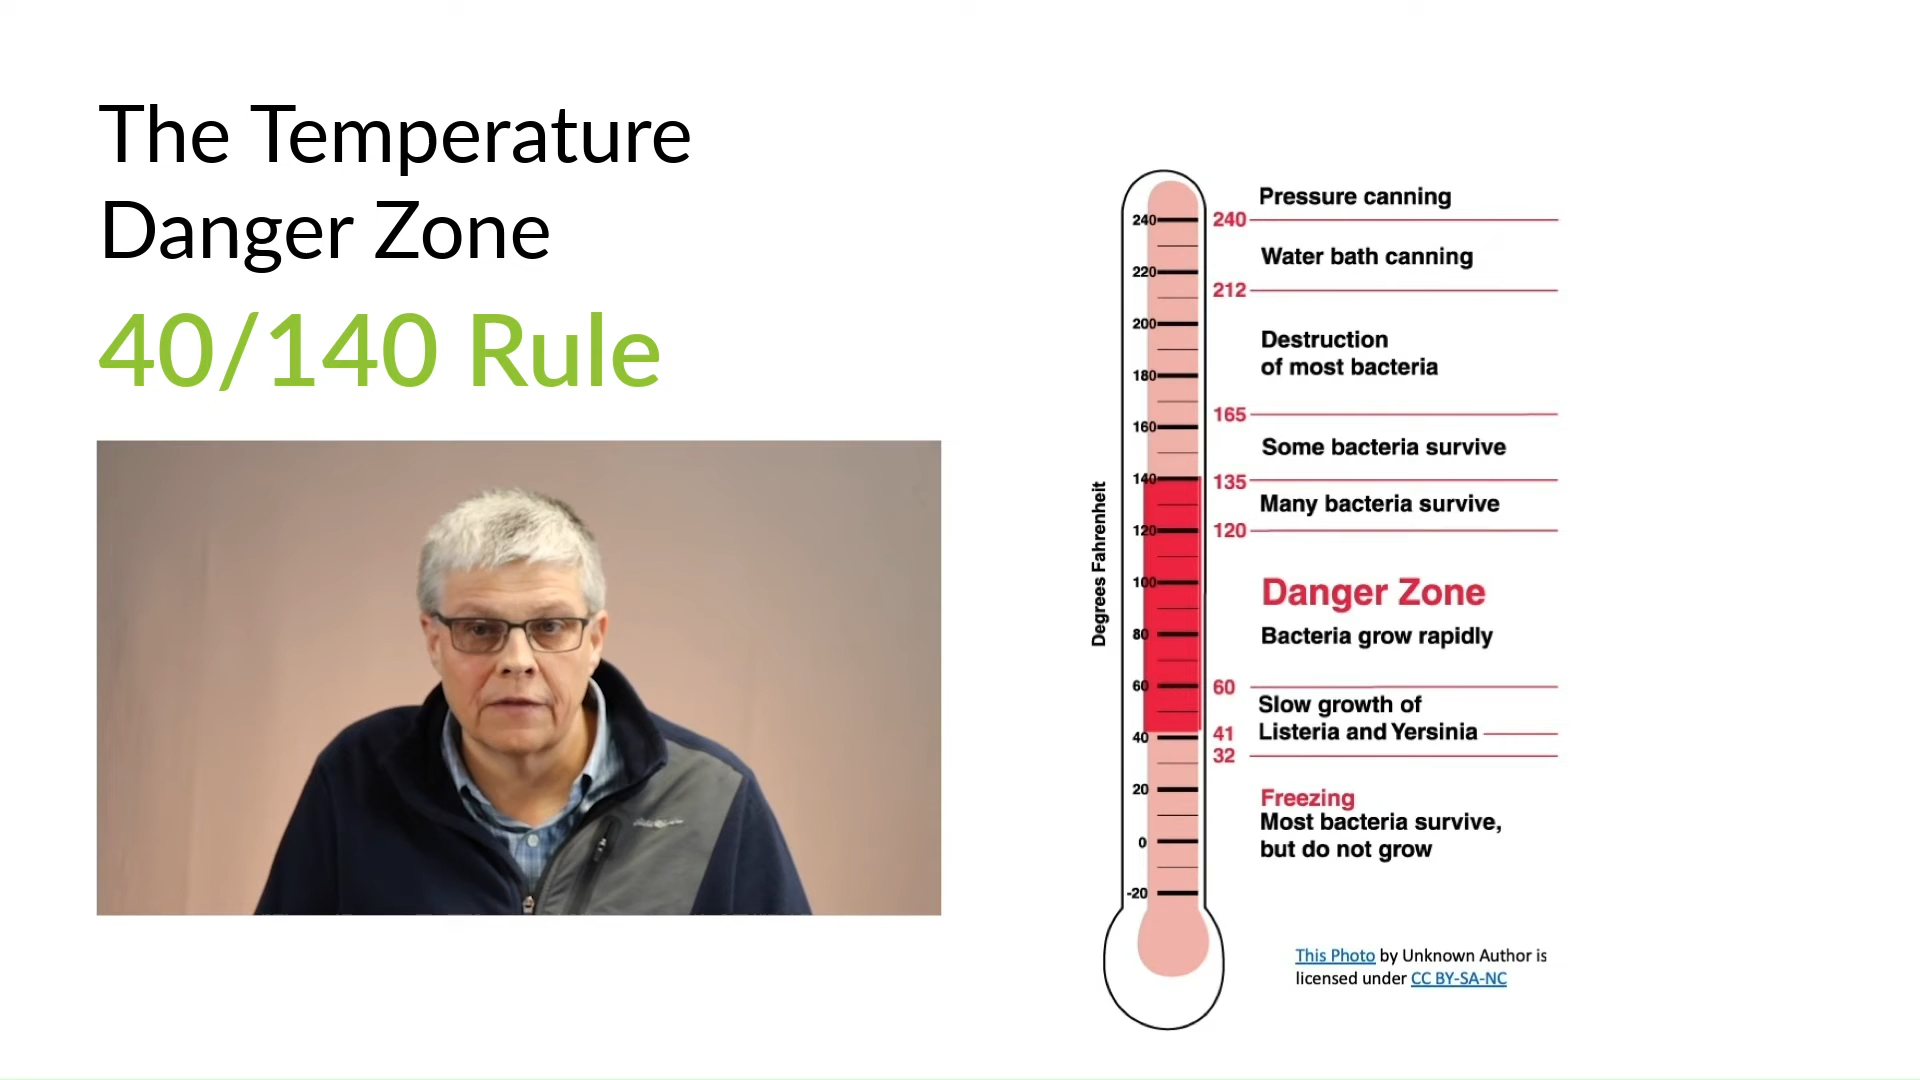 The Temperature
Danger Zone
40/140 Rule
Degrees Fahrenheit
240
220
200
180
160
140
120
100
80
60
40
20
0
-20
Pressure canning
240
Water bath canning
212
Destruction
of most bacteria
165
Some bacteria survive
135
Many bacteria survive
120
Danger Zone
Bacteria grow rapidly
60
Slow growth of
41 Listeria and Yersinia
32
Freezing
Most bacteria survive,
but do not grow
This Photo by Unknown Author is
licensed under CC BY-SA-NC